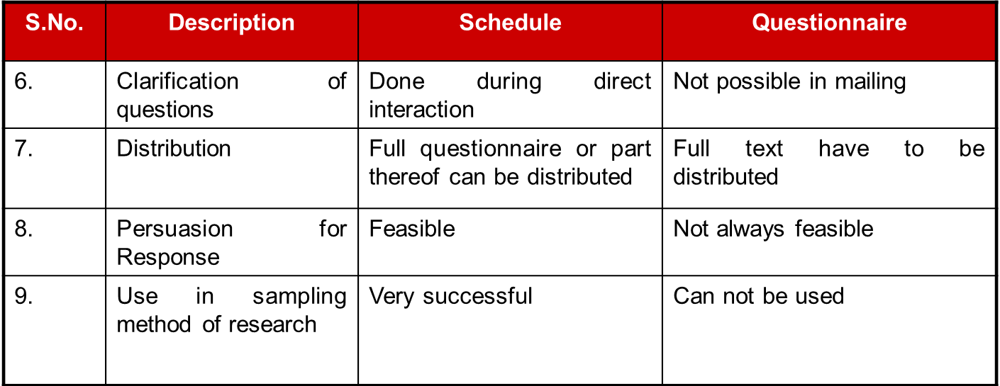 S.No. Description Schedule Questionnaire
6. Clarification of Done during direct Not possible in mailing
questions interaction
7. Distribution Full questionnaire or part Full text have to be
thereof can be distributed distributed
8. Persuasion for Feasible Not always feasible
Response
9. Use in sampling Very successful Can not be used
method of research